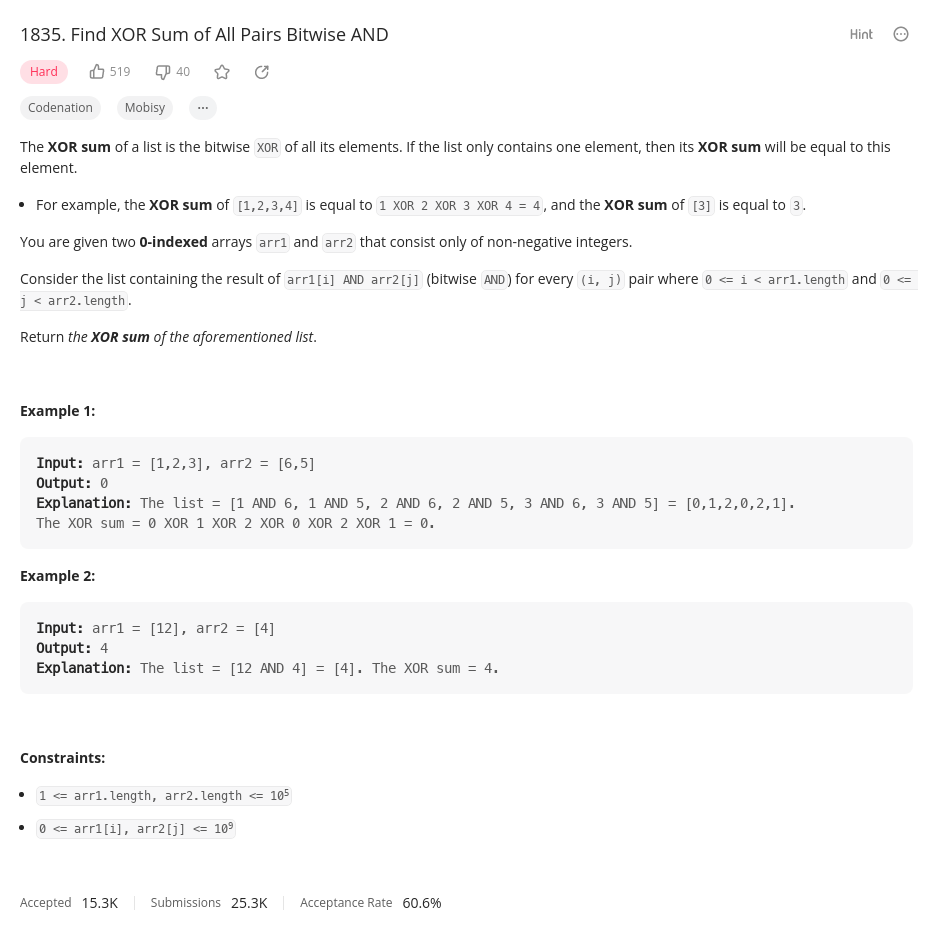 1835. Find XOR Sum of All Pairs Bitwise AND
Hint
Hard 519 40
Codenation Mobisy ...
The XOR sum of a list is the bitwise XOR of all its elements. If the list only contains one element, then its XOR sum will be equal to this
element.
• For example, the XOR sum of [1,2,3,4] is equal to 1 XOR 2 XOR 3 XOR 4 = 4, and the XOR sum of [3] is equal to 3.
You are given two 0-indexed arrays arr1 and arr2 that consist only of non-negative integers.
Consider the list containing the result of arr1[i] AND arr2[j] (bitwise AND) for every (i, j) pair where 0 <= i < arr1.length and 0 <=
j < arr2.length.
Return the XOR sum of the aforementioned list.
Example 1:
Input: arr1 = [1,2,3], arr2 = [6,5]
Output: 0
Explanation: The list = [1 AND 6, 1 AND 5, 2 AND 6, 2 AND 5, 3 AND 6, 3 AND 5] = [0,1,2,0,2,1].
The XOR sum = 0 XOR 1 XOR 2 XOR 0 XOR 2 XOR 1 = 0.
Example 2:
Input: arr1 = [12], arr2 = [4]
Output: 4
Explanation: The list = [12 AND 4] = [4]. The XOR sum = 4.
Constraints:
• 1 <= arr1.length, arr2.length <= 10⁵
• 0 <= arr1[i], arr2[j] <= 10⁹
Accepted 15.3K Submissions 25.3K Acceptance Rate 60.6%